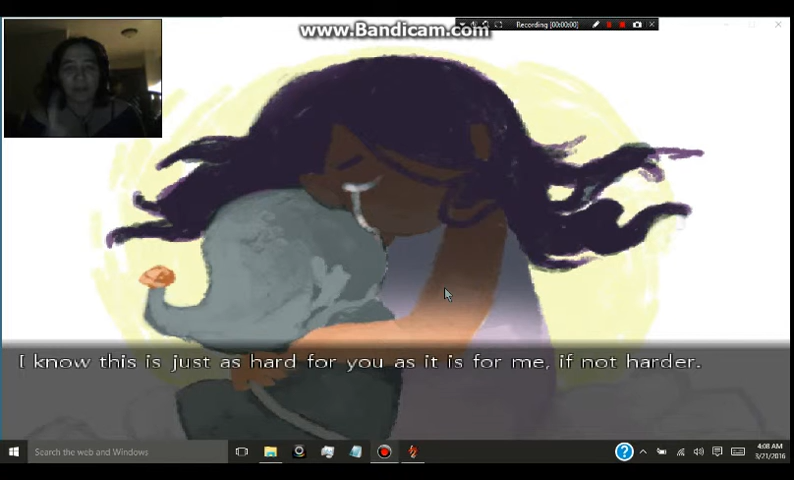 www.Bandicam.com
Recording [00:00:00]
I know this is just as hard for you as it is for me, if not harder.
Search the web and Windows
4:08 AM
3/21/2016